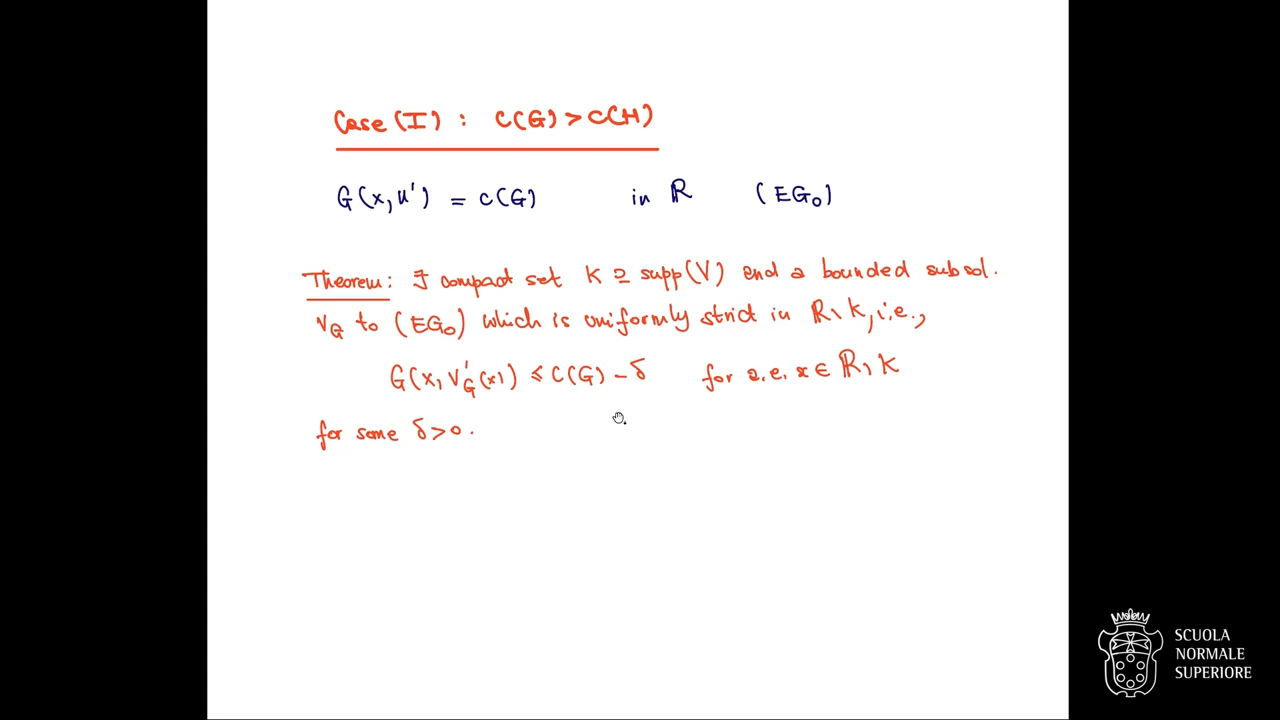 Case (I) : c(G) > c(H)
G(x, u') = c(G) in ℝ (EG₀)
Theorem: ∃ compact set K ⊇ supp(V) and a bounded subsol.
v_G to (EG₀) which is uniformly strict in ℝ \ K, i.e.,
G(x, v'_G(x)) ≤ c(G) - δ for a.e. x ∈ ℝ \ K
for some δ > 0.
SCUOLA
NORMALE
SUPERIORE